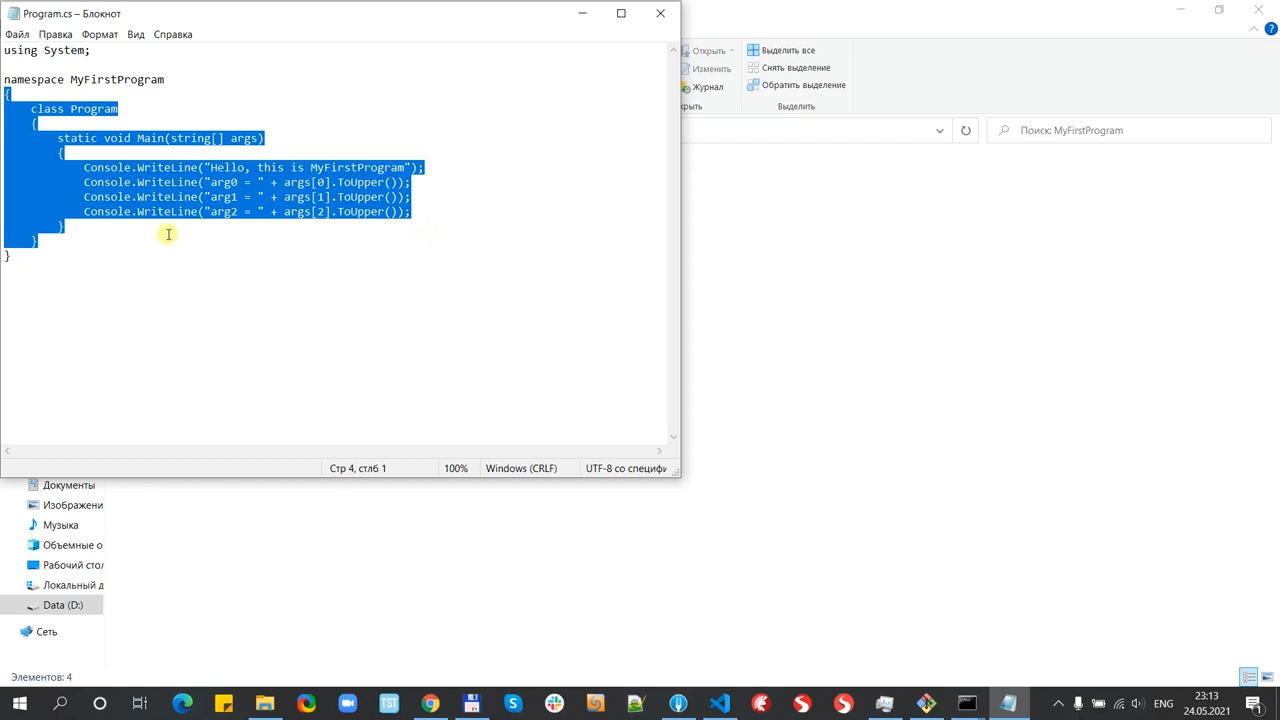 Program.cs – Блокнот
Файл Правка Формат Вид Справка
using System;
namespace MyFirstProgram
{
class Program
{
static void Main(string[] args)
{
Console.WriteLine("Hello, this is MyFirstProgram");
Console.WriteLine("arg0 = " + args[0].ToUpper());
Console.WriteLine("arg1 = " + args[1].ToUpper());
Console.WriteLine("arg2 = " + args[2].ToUpper());
}
}
}
Стр 4, стлб 1 100% Windows (CRLF) UTF-8 со специфи
Открыть
Изменить
Журнал
крыть
Выделить все
Снять выделение
Обратить выделение
Выделить
Поиск: MyFirstProgram
Документы
Изображени
Музыка
Объемные о
Рабочий стол
Локальный д
Data (D:)
Сеть
Элементов: 4
TST
ENG
23:13
24.05.2021
1